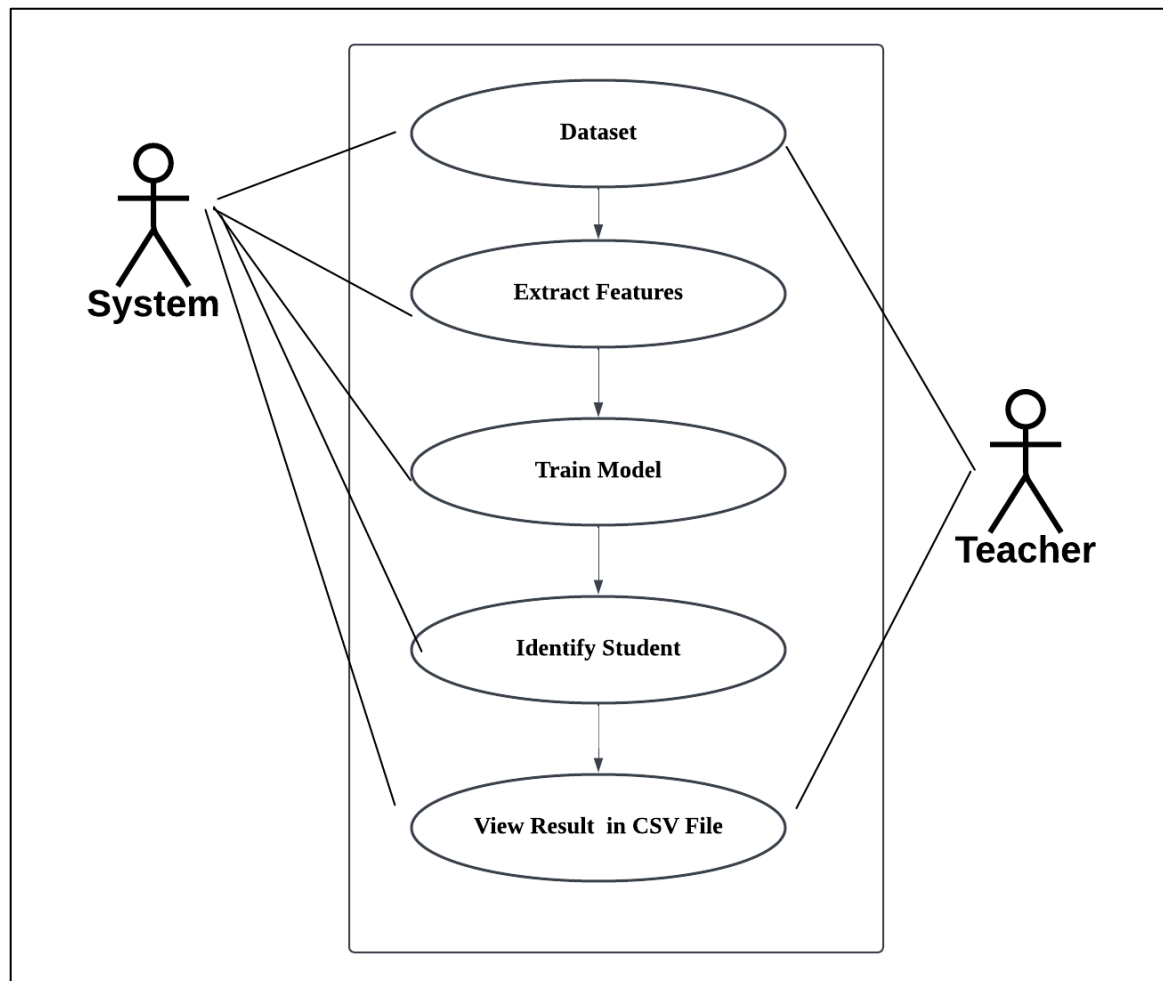 Dataset
System
Extract Features
Train Model
Teacher
Identify Student
View Result  in CSV File